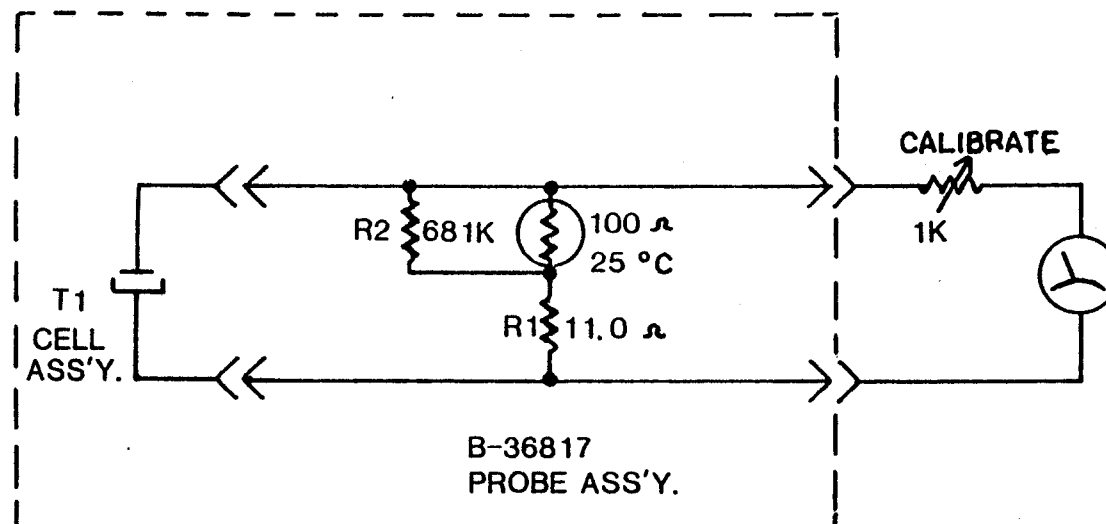 CALIBRATE
1K
R2 681K
100 Ω
25 °C
R1 11.0 Ω
T1
CELL
ASS'Y.
B-36817
PROBE ASS'Y.